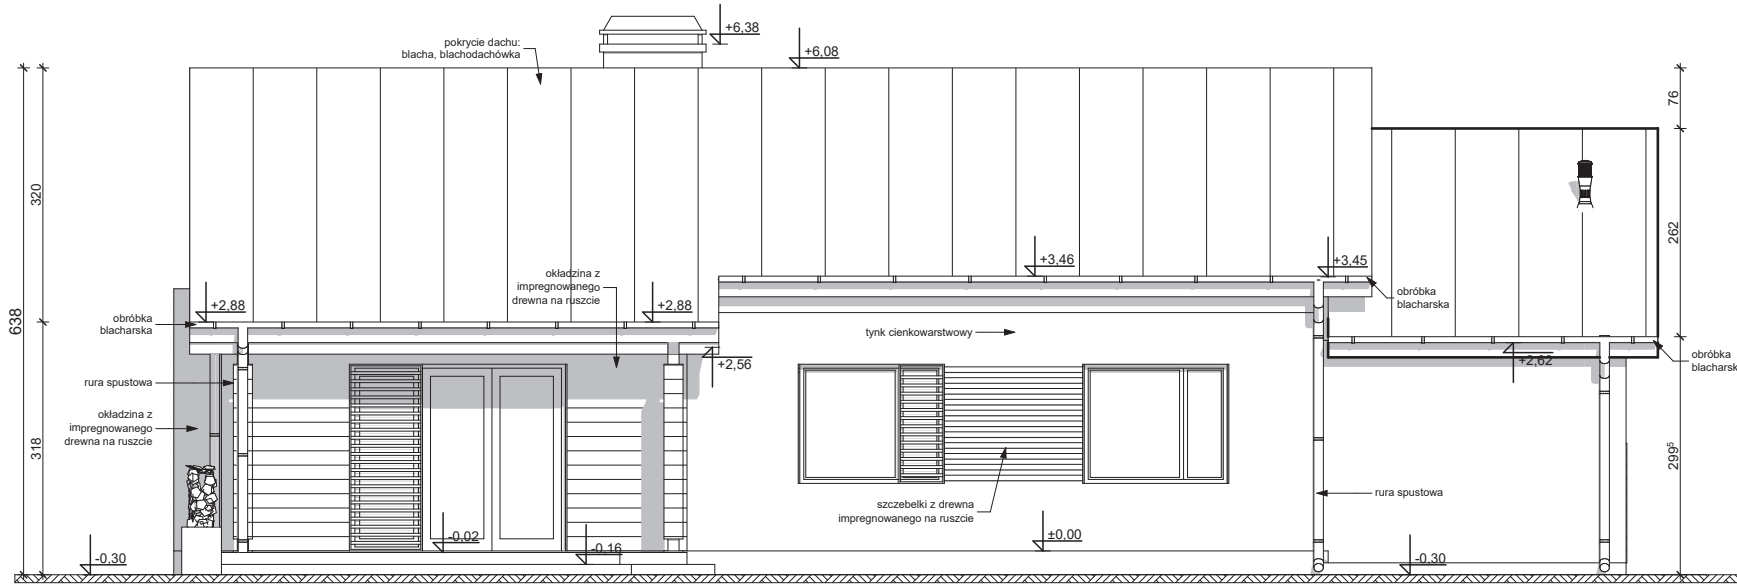 +6,38
pokrycie dachu:
blacha, blachodachówka
+6,08
76
320
262
okładzina z
impregnowanego
drewna na ruszcie
+3,46
+3,45
+2,88
+2,88
obróbka
blacharska
obróbka
blacharska
638
tynk cienkowarstwowy
+2,56
+2,62
obróbka
blacharsk
rura spustowa
okładzina z
impregnowanego
drewna na ruszcie
318
299⁵
szczebelki z drewna
impregnowanego na ruszcie
rura spustowa
-0,02
±0,00
-0,16
-0,30
-0,30